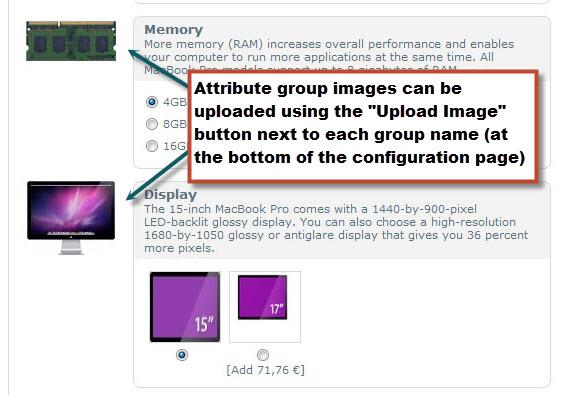 Memory
More memory (RAM) increases overall performance and enables
your computer to run more applications at the same time. All
MacBook Pro models support up to 8 gigabytes of RAM
4GB
8GB
16G
Attribute group images can be
uploaded using the "Upload Image"
button next to each group name (at
the bottom of the configuration page)
Display
The 15-inch MacBook Pro comes with a 1440-by-900-pixel
LED-backlit glossy display. You can also choose a high-resolution
1680-by-1050 glossy or antiglare display that gives you 36 percent
more pixels.
15"
17"
[Add 71,76 €]